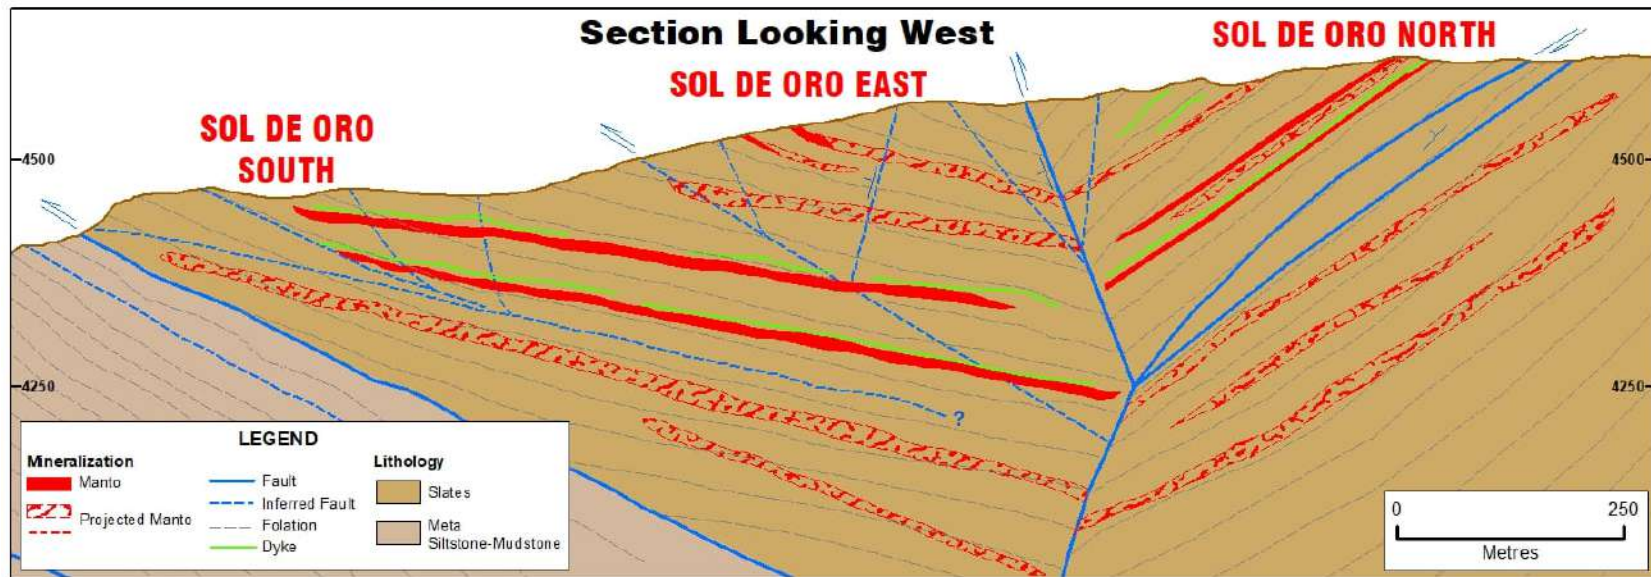 Section Looking West
SOL DE ORO NORTH
SOL DE ORO EAST
SOL DE ORO
SOUTH
4500
4500
4250
4250
?
LEGEND
Mineralization
Manto
Projected Manto
Fault
Inferred Fault
Folation
Dyke
Lithology
Slates
Meta
Siltstone-Mudstone
0 250
Metres